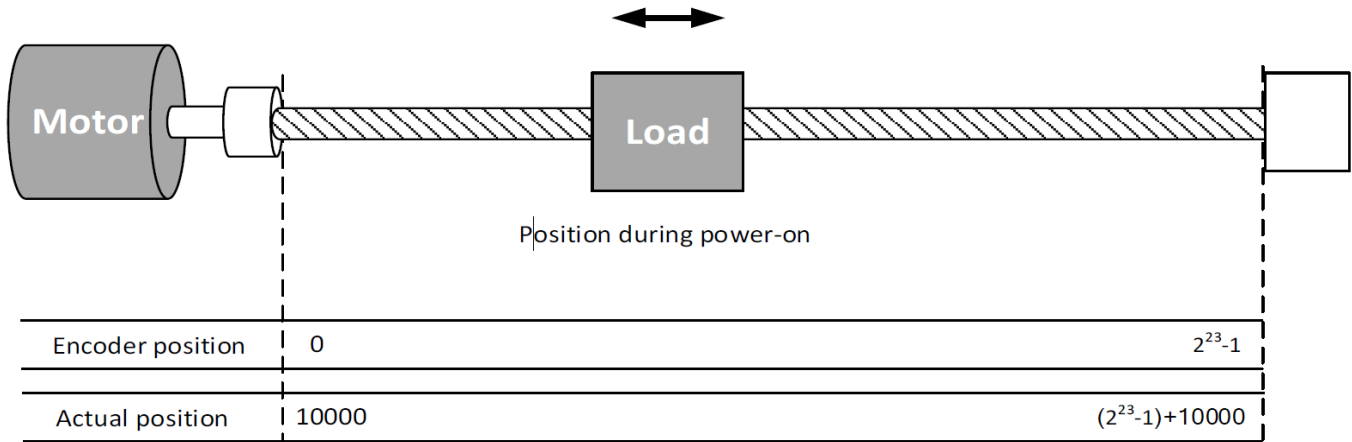 Motor
Load
Position during power-on
Encoder position 0 2²³-1
Actual position 10000 (2²³-1)+10000